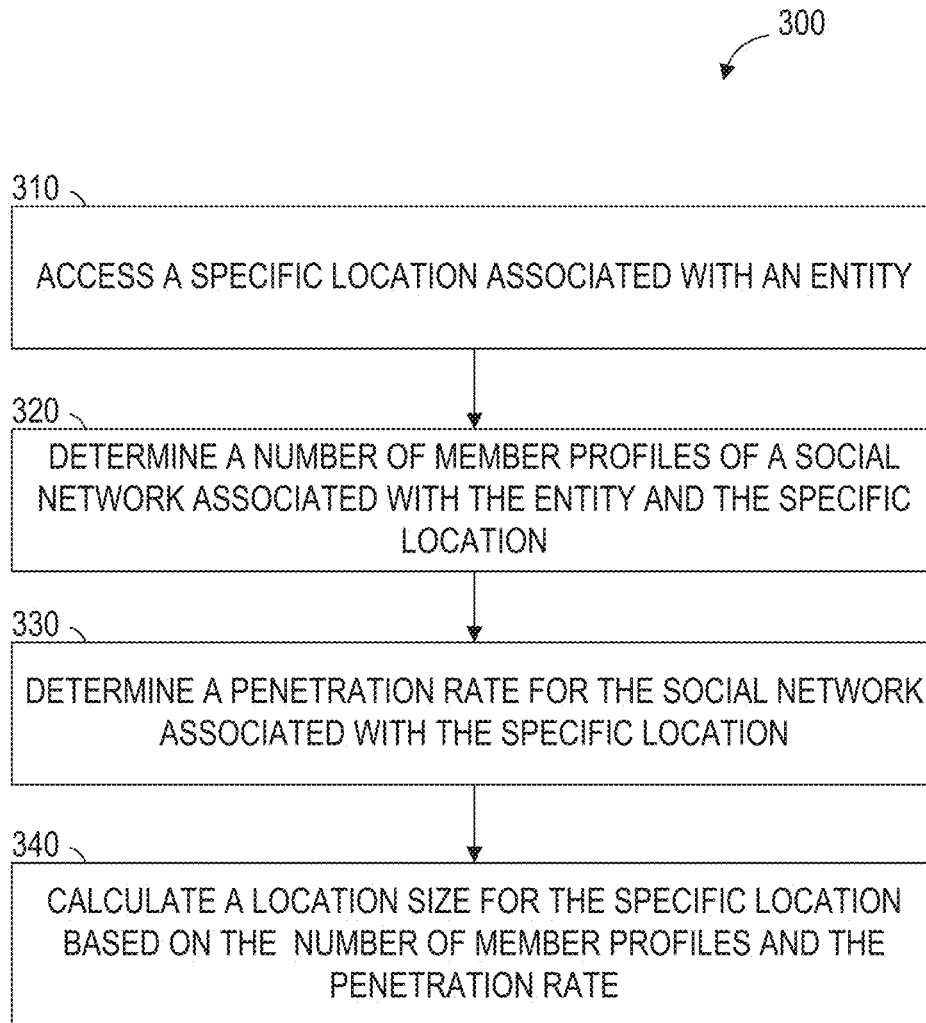 300
310
ACCESS A SPECIFIC LOCATION ASSOCIATED WITH AN ENTITY
320
DETERMINE A NUMBER OF MEMBER PROFILES OF A SOCIAL
NETWORK ASSOCIATED WITH THE ENTITY AND THE SPECIFIC
LOCATION
330
DETERMINE A PENETRATION RATE FOR THE SOCIAL NETWORK
ASSOCIATED WITH THE SPECIFIC LOCATION
340
CALCULATE A LOCATION SIZE FOR THE SPECIFIC LOCATION
BASED ON THE NUMBER OF MEMBER PROFILES AND THE
PENETRATION RATE